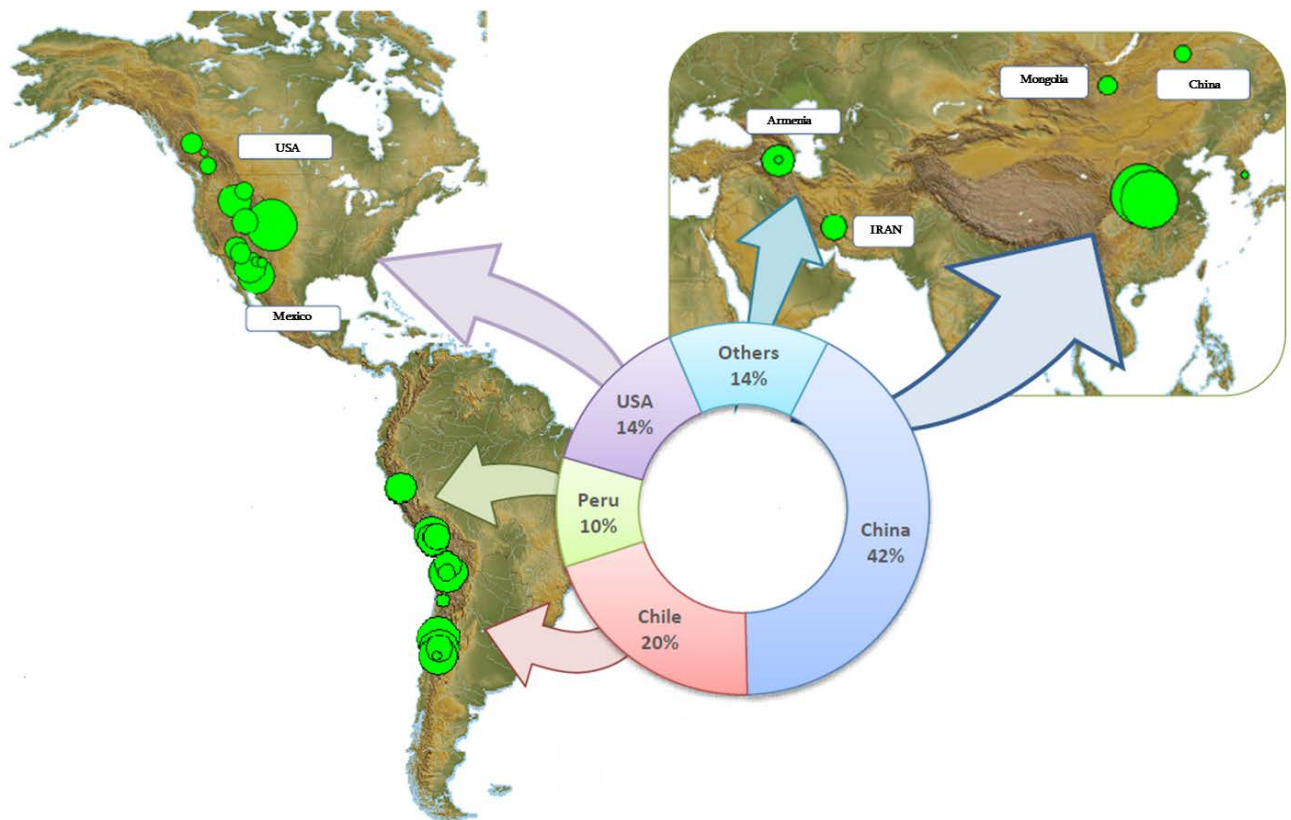 USA
Mexico
Mongolia
China
Armenia
IRAN
Others
14%
USA
14%
Peru
10%
China
42%
Chile
20%